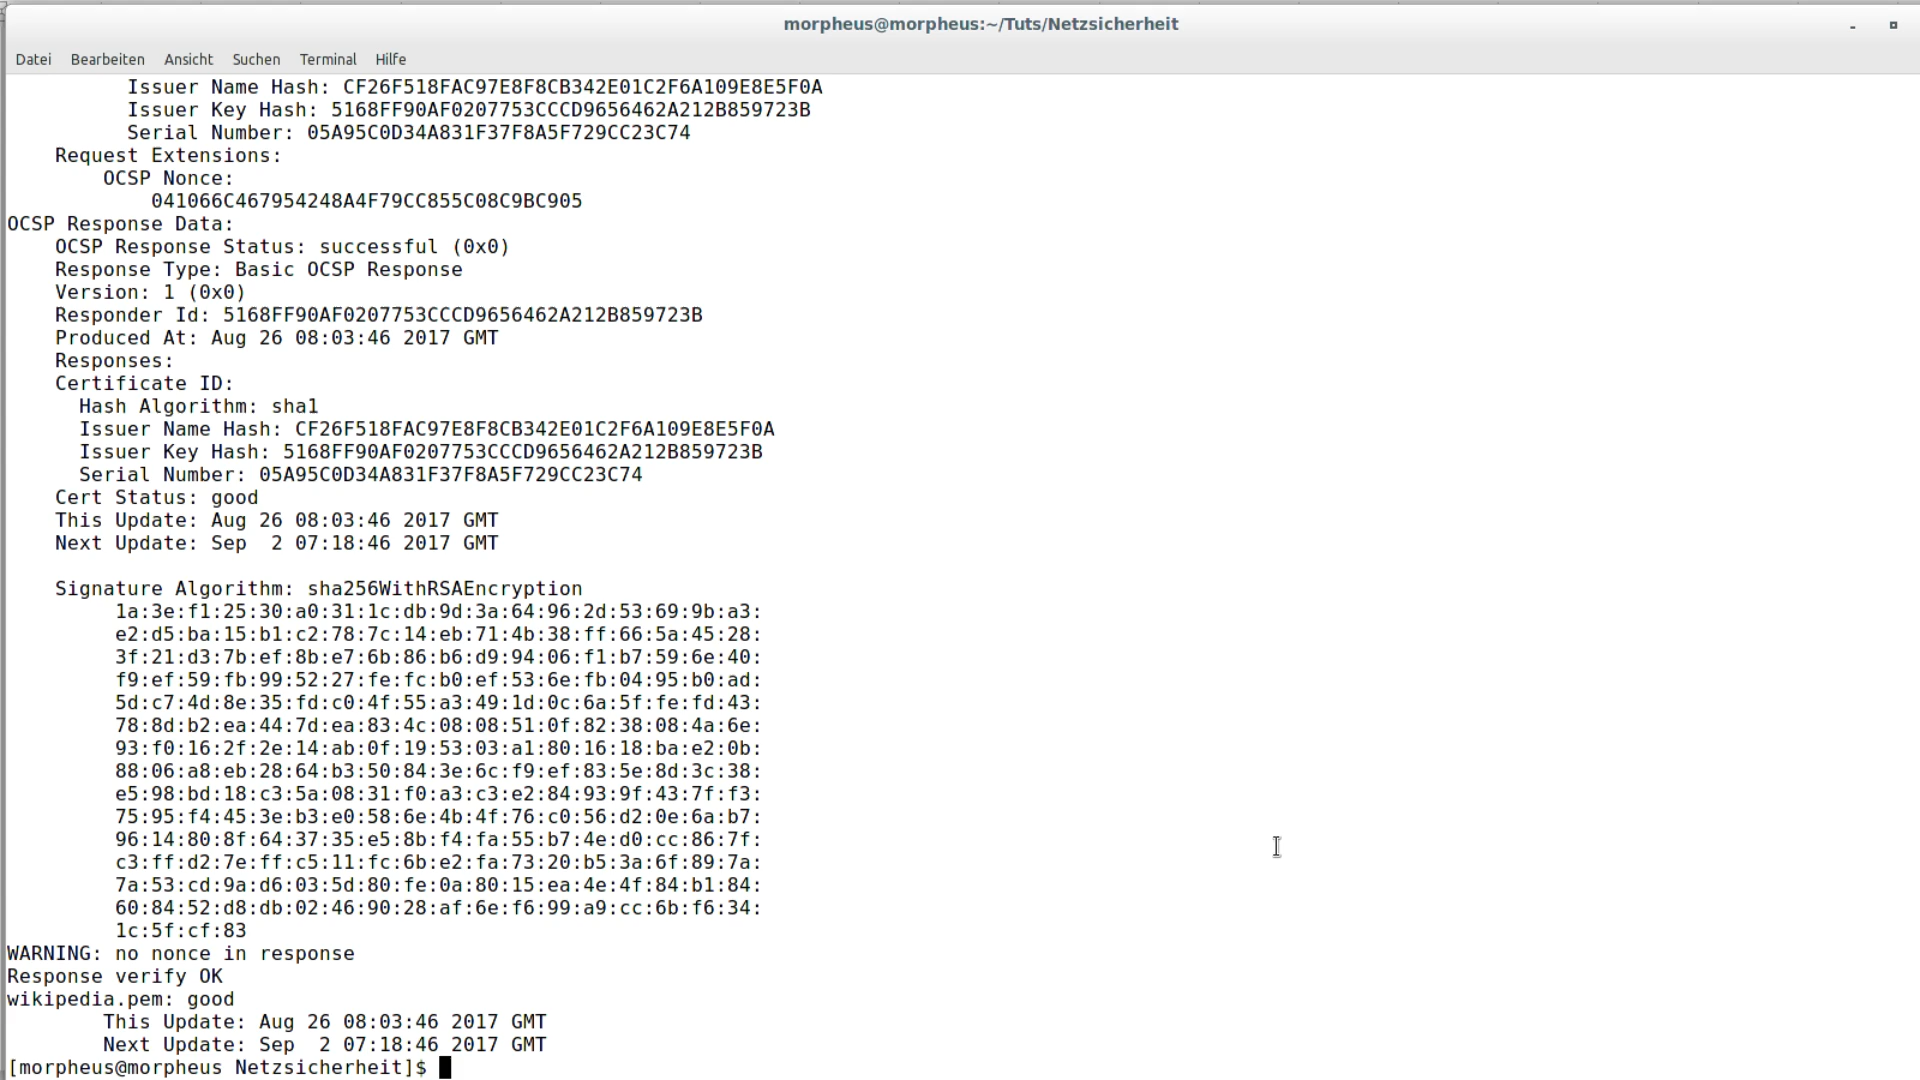 morpheus@morpheus:~/Tuts/Netzsicherheit
Datei Bearbeiten Ansicht Suchen Terminal Hilfe
Issuer Name Hash: CF26F518FAC97E8F8CB342E01C2F6A109E8E5F0A
Issuer Key Hash: 5168FF90AF0207753CCCD9656462A212B859723B
Serial Number: 05A95C0D34A831F37F8A5F729CC23C74
Request Extensions:
OCSP Nonce:
041066C467954248A4F79CC855C08C9BC905
OCSP Response Data:
OCSP Response Status: successful (0x0)
Response Type: Basic OCSP Response
Version: 1 (0x0)
Responder Id: 5168FF90AF0207753CCCD9656462A212B859723B
Produced At: Aug 26 08:03:46 2017 GMT
Responses:
Certificate ID:
Hash Algorithm: sha1
Issuer Name Hash: CF26F518FAC97E8F8CB342E01C2F6A109E8E5F0A
Issuer Key Hash: 5168FF90AF0207753CCCD9656462A212B859723B
Serial Number: 05A95C0D34A831F37F8A5F729CC23C74
Cert Status: good
This Update: Aug 26 08:03:46 2017 GMT
Next Update: Sep  2 07:18:46 2017 GMT
Signature Algorithm: sha256WithRSAEncryption
1a:3e:f1:25:30:a0:31:1c:db:9d:3a:64:96:2d:53:69:9b:a3:
e2:d5:ba:15:b1:c2:78:7c:14:eb:71:4b:38:ff:66:5a:45:28:
3f:21:d3:7b:ef:8b:e7:6b:86:b6:d9:94:06:f1:b7:59:6e:40:
f9:ef:59:fb:99:52:27:fe:fc:b0:ef:53:6e:fb:04:95:b0:ad:
5d:c7:4d:8e:35:fd:c0:4f:55:a3:49:1d:0c:6a:5f:fe:fd:43:
78:8d:b2:ea:44:7d:ea:83:4c:08:08:51:0f:82:38:08:4a:6e:
93:f0:16:2f:2e:14:ab:0f:19:53:03:a1:80:16:18:ba:e2:0b:
88:06:a8:eb:28:64:b3:50:84:3e:6c:f9:ef:83:5e:8d:3c:38:
e5:98:bd:18:c3:5a:08:31:f0:a3:c3:e2:84:93:9f:43:7f:f3:
75:95:f4:45:3e:b3:e0:58:6e:4b:4f:76:c0:56:d2:0e:6a:b7:
96:14:80:8f:64:37:35:e5:8b:f4:fa:55:b7:4e:d0:cc:86:7f:
c3:ff:d2:7e:ff:c5:11:fc:6b:e2:fa:73:20:b5:3a:6f:89:7a:
7a:53:cd:9a:d6:03:5d:80:fe:0a:80:15:ea:4e:4f:84:b1:84:
60:84:52:d8:db:02:46:90:28:af:6e:f6:99:a9:cc:6b:f6:34:
1c:5f:cf:83
WARNING: no nonce in response
Response verify OK
wikipedia.pem: good
This Update: Aug 26 08:03:46 2017 GMT
Next Update: Sep  2 07:18:46 2017 GMT
[morpheus@morpheus Netzsicherheit]$